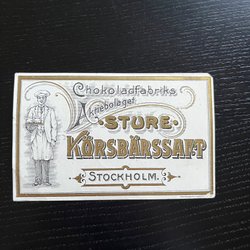 Chokoladfabriks
Aktiebolaget
STURE
KÖRSBÄRSSAFT
STOCKHOLM.